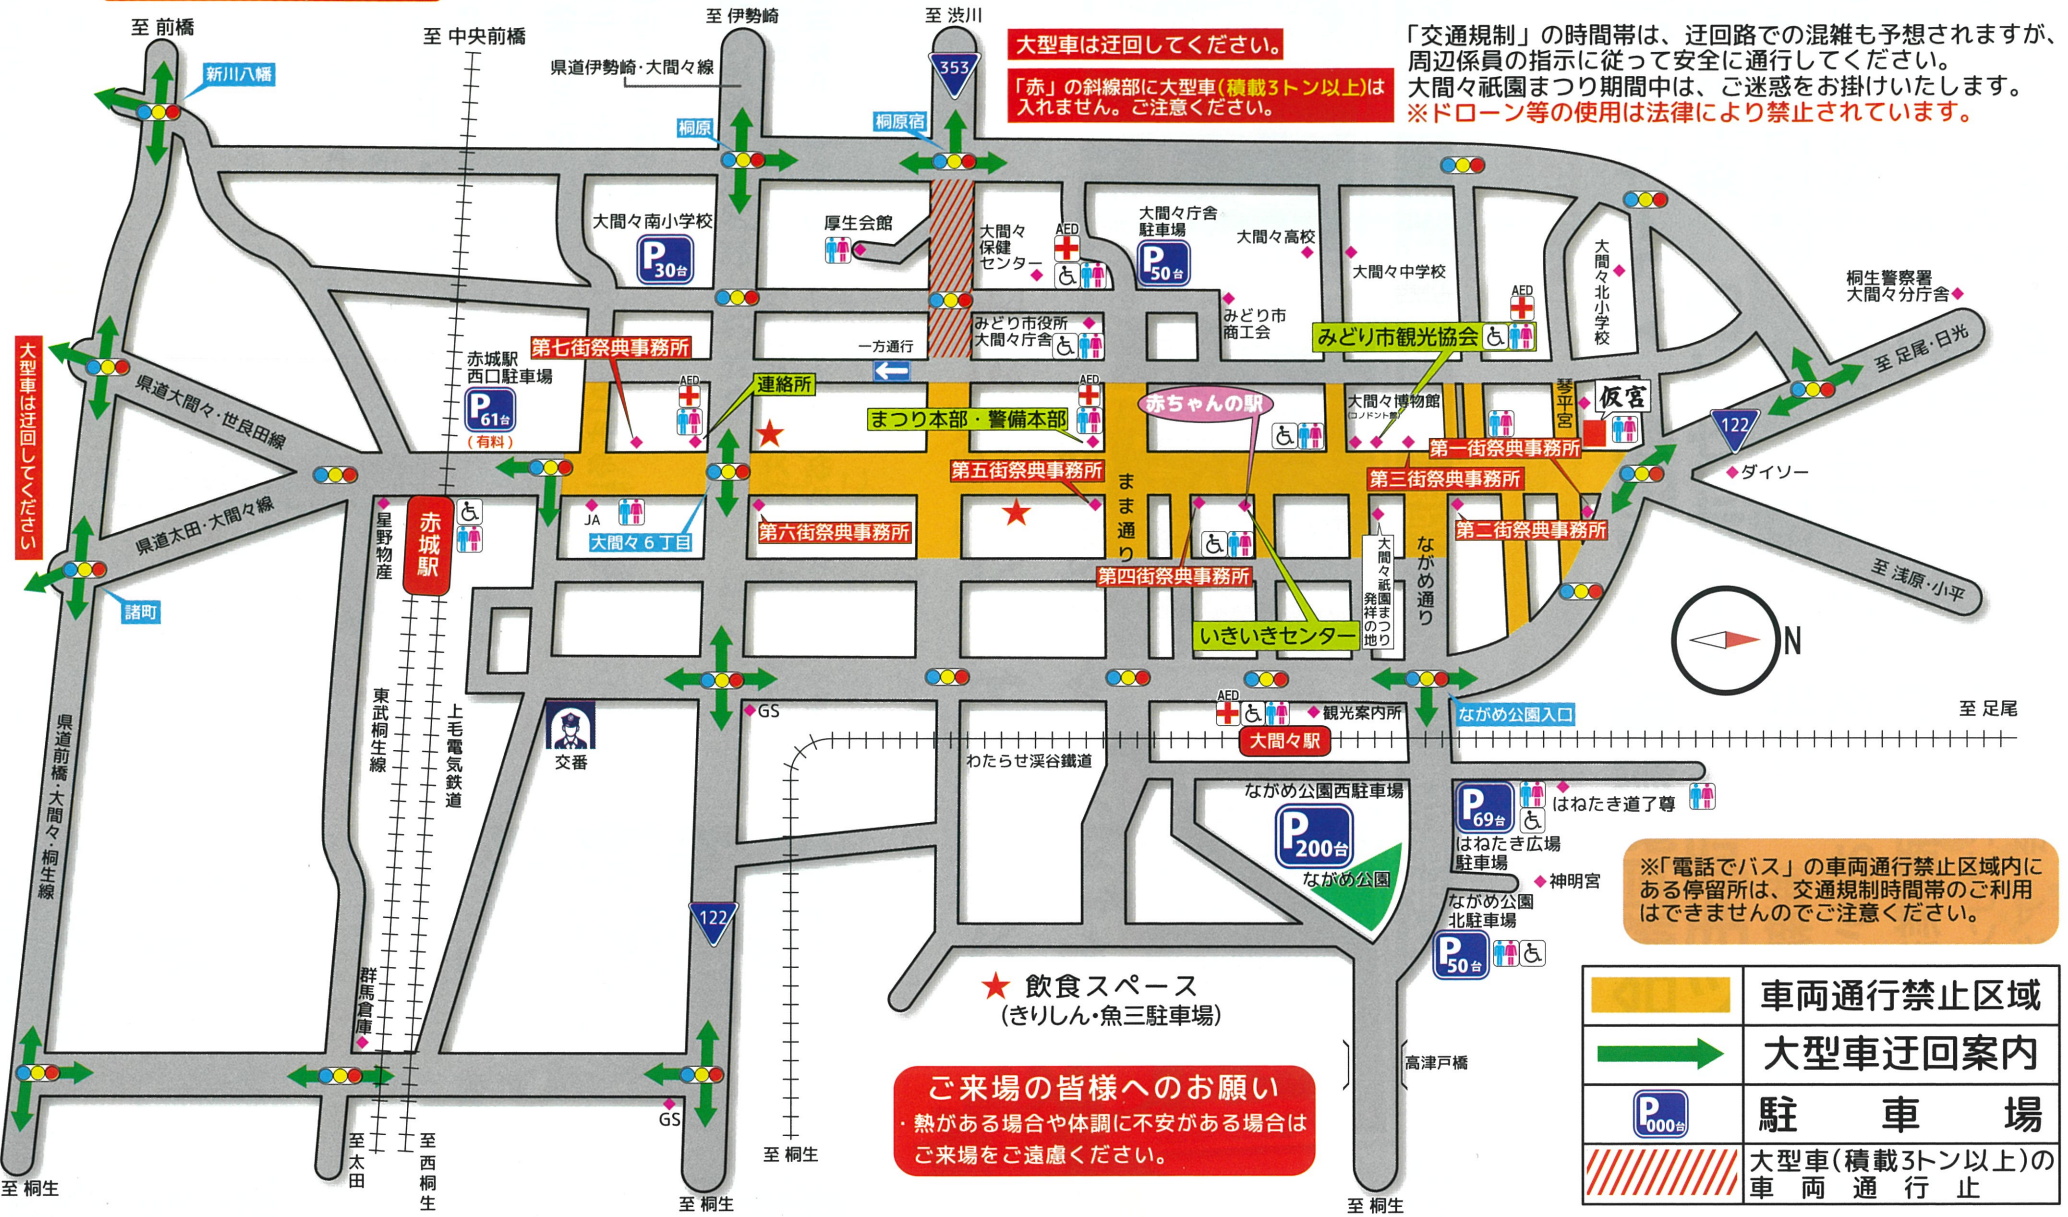 至 前橋
至 中央前橋
至 伊勢崎
至 渋川
県道伊勢崎・大間々線
353
新川八幡
桐原
桐原宿
大型車は迂回してください。
「赤」の斜線部に大型車(積載3トン以上)は
入れません。ご注意ください。
「交通規制」の時間帯は、迂回路での混雑も予想されますが、
周辺係員の指示に従って安全に通行してください。
大間々祇園まつり期間中は、ご迷惑をお掛けいたします。
※ドローン等の使用は法律により禁止されています。
大間々南小学校
P30台
厚生会館
大間々
保健
センター
AED
大間々庁舎
駐車場
P50台
大間々高校
大間々中学校
大間々北小学校
桐生警察署
大間々分庁舎
至 足尾・日光
みどり市役所
大間々庁舎
みどり市
商工会
みどり市観光協会
AED
一方通行
大型車は迂回してください
県道大間々・世良田線
県道太田・大間々線
赤城駅
西口駐車場
P61台
(有料)
第七街祭典事務所
AED
連絡所
まつり本部・警備本部
AED
赤ちゃんの駅
大間々博物館
(コノドント館)
琴平宮
仮宮
122
ダイソー
第一街祭典事務所
第三街祭典事務所
第二街祭典事務所
第五街祭典事務所
第六街祭典事務所
第四街祭典事務所
まま通り
ながめ通り
大間々祇園まつり
発祥の地
いきいきセンター
JA
大間々6丁目
星野物産
赤城駅
諸町
至 浅原・小平
N
東武桐生線
上毛電気鉄道
県道前橋・大間々・桐生線
交番
GS
わたらせ渓谷鐵道
AED
観光案内所
大間々駅
ながめ公園入口
至 足尾
ながめ公園西駐車場
P200台
ながめ公園
P69台
はねたき道了尊
はねたき広場
駐車場
神明宮
ながめ公園
北駐車場
P50台
122
※「電話でバス」の車両通行禁止区域内に
ある停留所は、交通規制時間帯のご利用
はできませんのでご注意ください。
群馬倉庫
飲食スペース
(きりしん・魚三駐車場)
高津戸橋
ご来場の皆様へのお願い
・熱がある場合や体調に不安がある場合は
ご来場をご遠慮ください。
GS
至 桐生
至 太田
至 西桐生
至 桐生
至 桐生
至 桐生
車両通行禁止区域
大型車迂回案内
P000台
駐 車 場
大型車(積載3トン以上)の
車両通行止